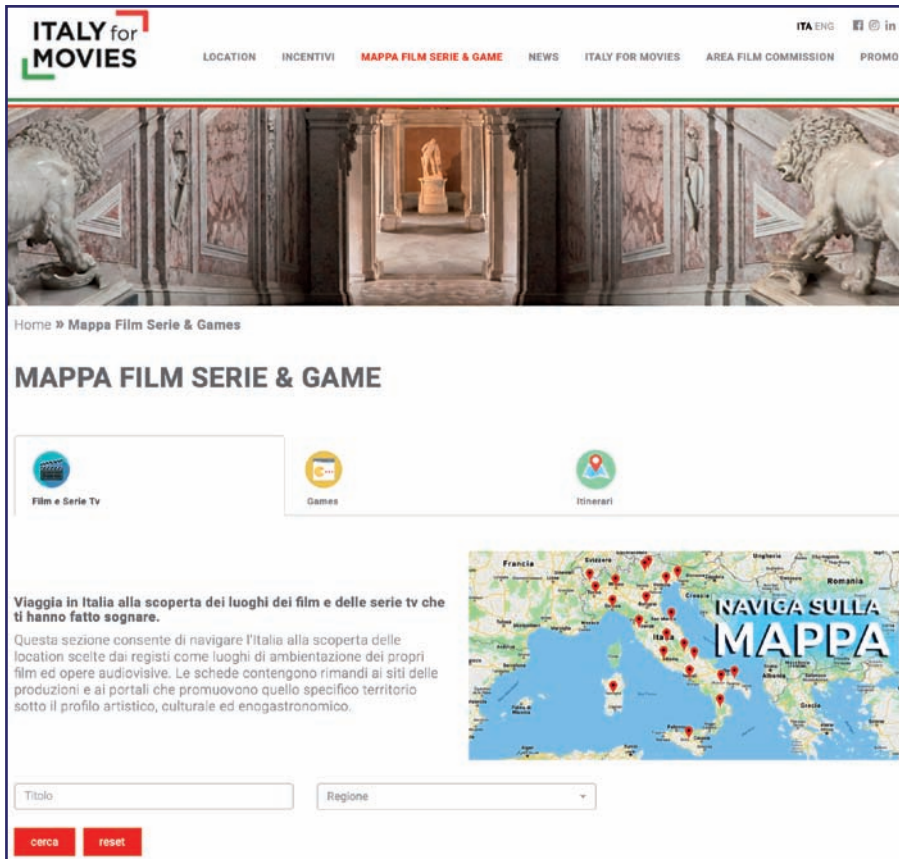 ITALY for
MOVIES
ITA ENG
LOCATION INCENTIVI MAPPA FILM SERIE & GAME NEWS ITALY FOR MOVIES AREA FILM COMMISSION PROMO
Home » Mappa Film Serie & Games
MAPPA FILM SERIE & GAME
Film e Serie Tv
Games
Itinerari
Viaggia in Italia alla scoperta dei luoghi dei film e delle serie tv che
ti hanno fatto sognare.
Questa sezione consente di navigare l'Italia alla scoperta delle
location scelte dai registi come luoghi di ambientazione dei propri
film ed opere audiovisive. Le schede contengono rimandi ai siti delle
produzioni e ai portali che promuovono quello specifico territorio
sotto il profilo artistico, culturale ed enogastronomico.
Francia
Svizzera
Ungheria
Romania
Croazia
Italia
Albania
Grecia
Tunisi
NAVICA SULLA
MAPPA
Titolo
Regione
cerca
reset